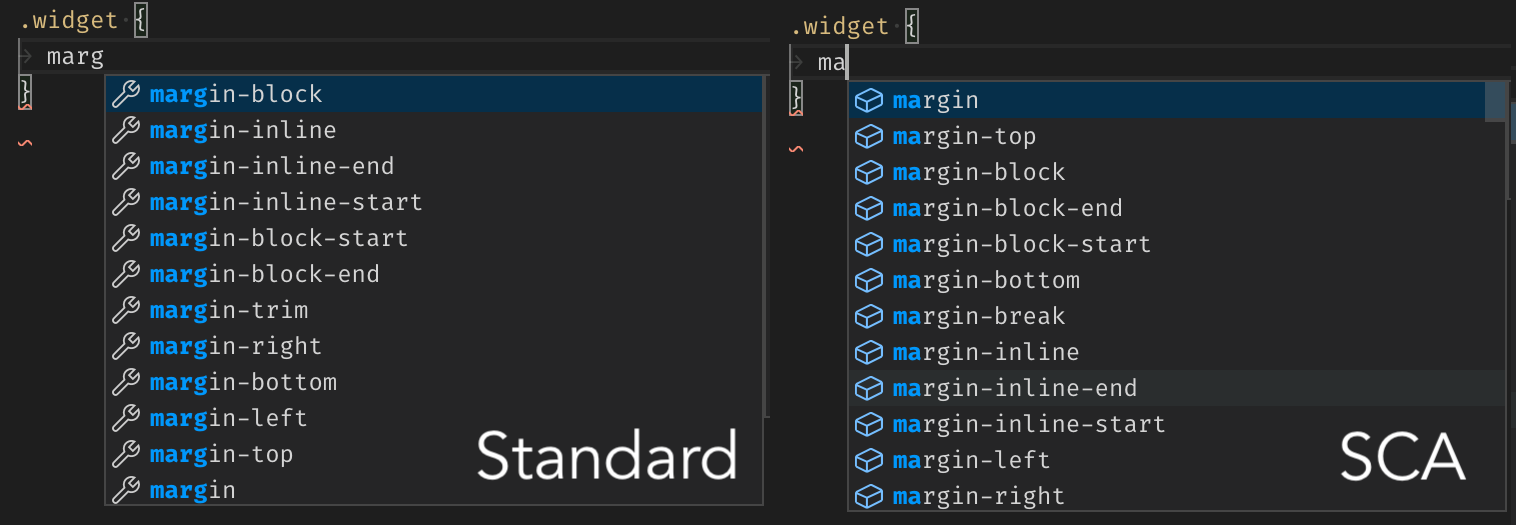 .widget {
marg
}
margin-block
margin-inline
margin-inline-end
margin-inline-start
margin-block-start
margin-block-end
margin-trim
margin-right
margin-bottom
margin-left
margin-top
margin
Standard
.widget {
ma
}
margin
margin-top
margin-block
margin-block-end
margin-block-start
margin-bottom
margin-break
margin-inline
margin-inline-end
margin-inline-start
margin-left
margin-right
SCA